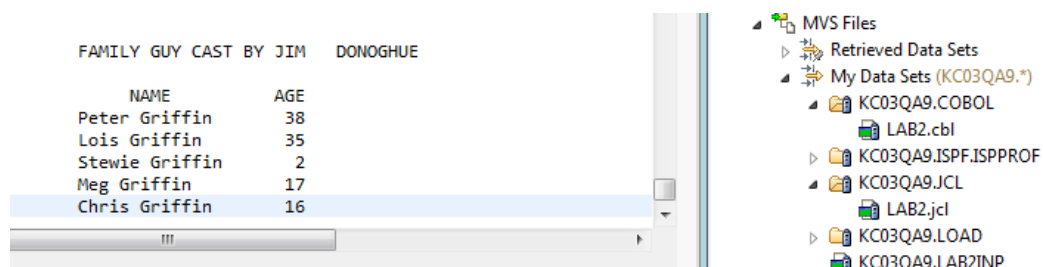 FAMILY GUY CAST BY JIM   DONOGHUE
NAME   AGE
Peter Griffin   38
Lois Griffin   35
Stewie Griffin   2
Meg Griffin   17
Chris Griffin   16
MVS Files
Retrieved Data Sets
My Data Sets (KC03QA9.*)
KC03QA9.COBOL
LAB2.cbl
KC03QA9.ISPF.ISPPROF
KC03QA9.JCL
LAB2.jcl
KC03QA9.LOAD
KC03QA9.LAB2INP